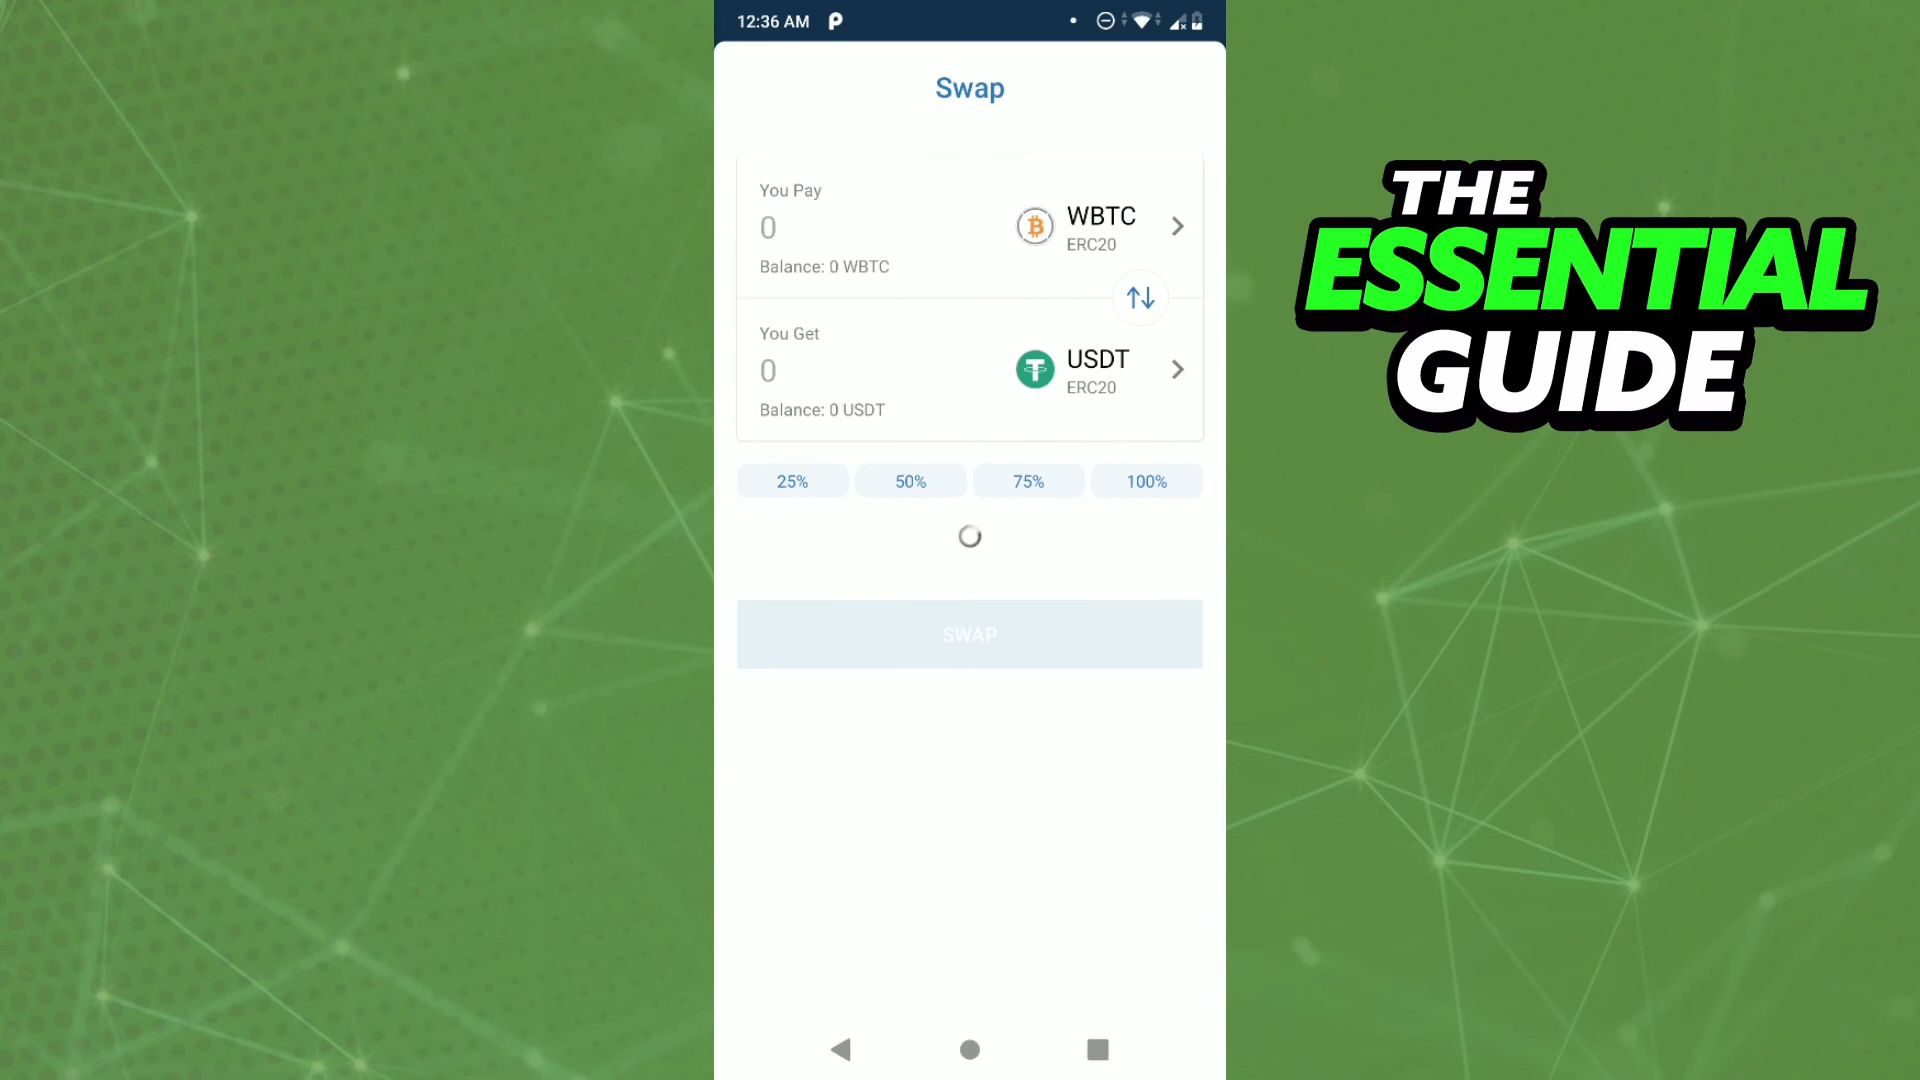 12:36 AM
Swap
You Pay
0
WBTC
ERC20
Balance: 0 WBTC
You Get
0
USDT
ERC20
Balance: 0 USDT
25% 50% 75% 100%
SWAP
THE
ESSENTIAL
GUIDE